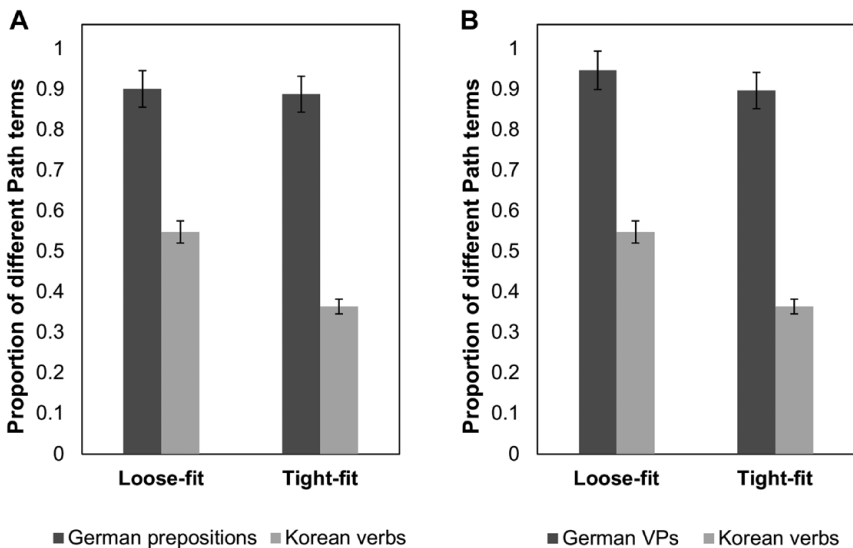 A
Proportion of different Path terms
1
0.9
0.8
0.7
0.6
0.5
0.4
0.3
0.2
0.1
0
Loose-fit Tight-fit
German prepositions Korean verbs
B
Proportion of different Path terms
1
0.9
0.8
0.7
0.6
0.5
0.4
0.3
0.2
0.1
0
Loose-fit Tight-fit
German VPs Korean verbs